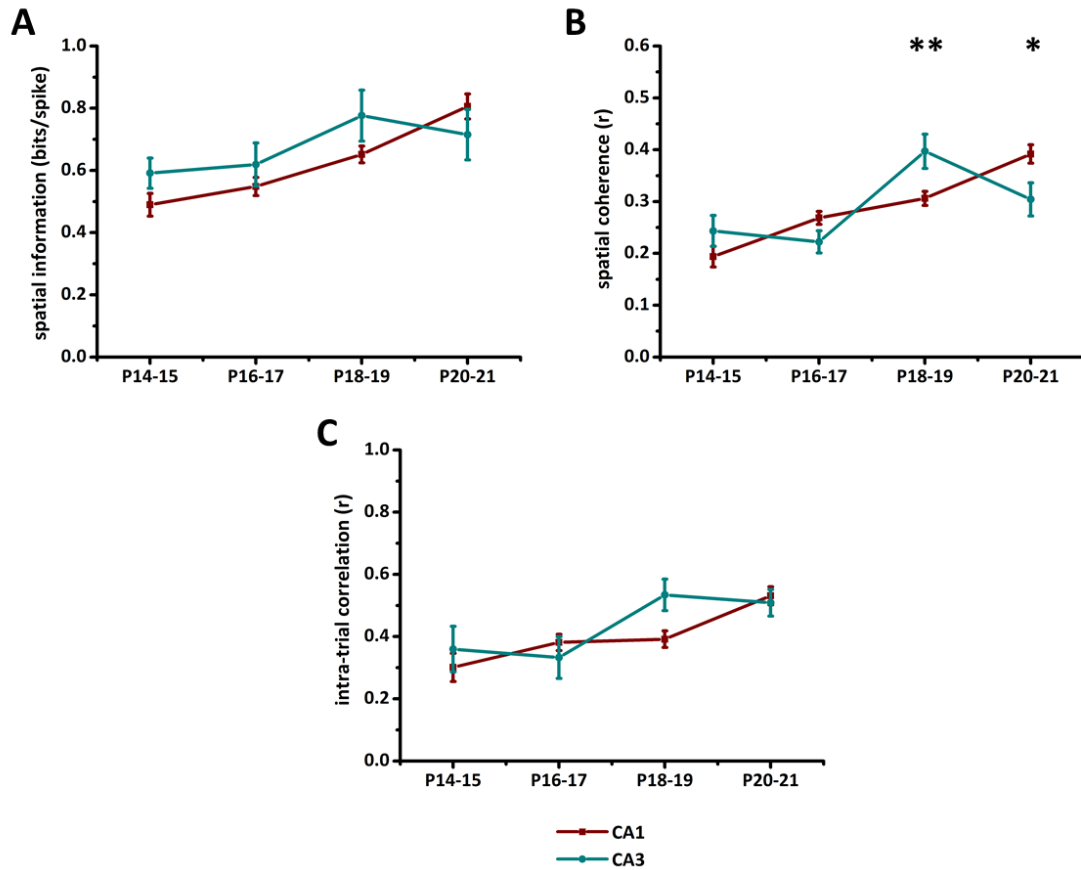 A
spatial information (bits/spike)
1.0
0.8
0.6
0.4
0.2
0.0
P14-15 P16-17 P18-19 P20-21
B
** *
spatial coherence (r)
0.6
0.5
0.4
0.3
0.2
0.1
0.0
P14-15 P16-17 P18-19 P20-21
C
intra-trial correlation (r)
1.0
0.8
0.6
0.4
0.2
0.0
P14-15 P16-17 P18-19 P20-21
CA1
CA3